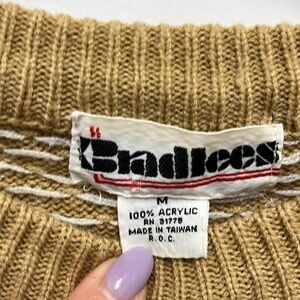 Bradlees
M
100% ACRYLIC
RN 31775
MADE IN TAIWAN
R.O.C.